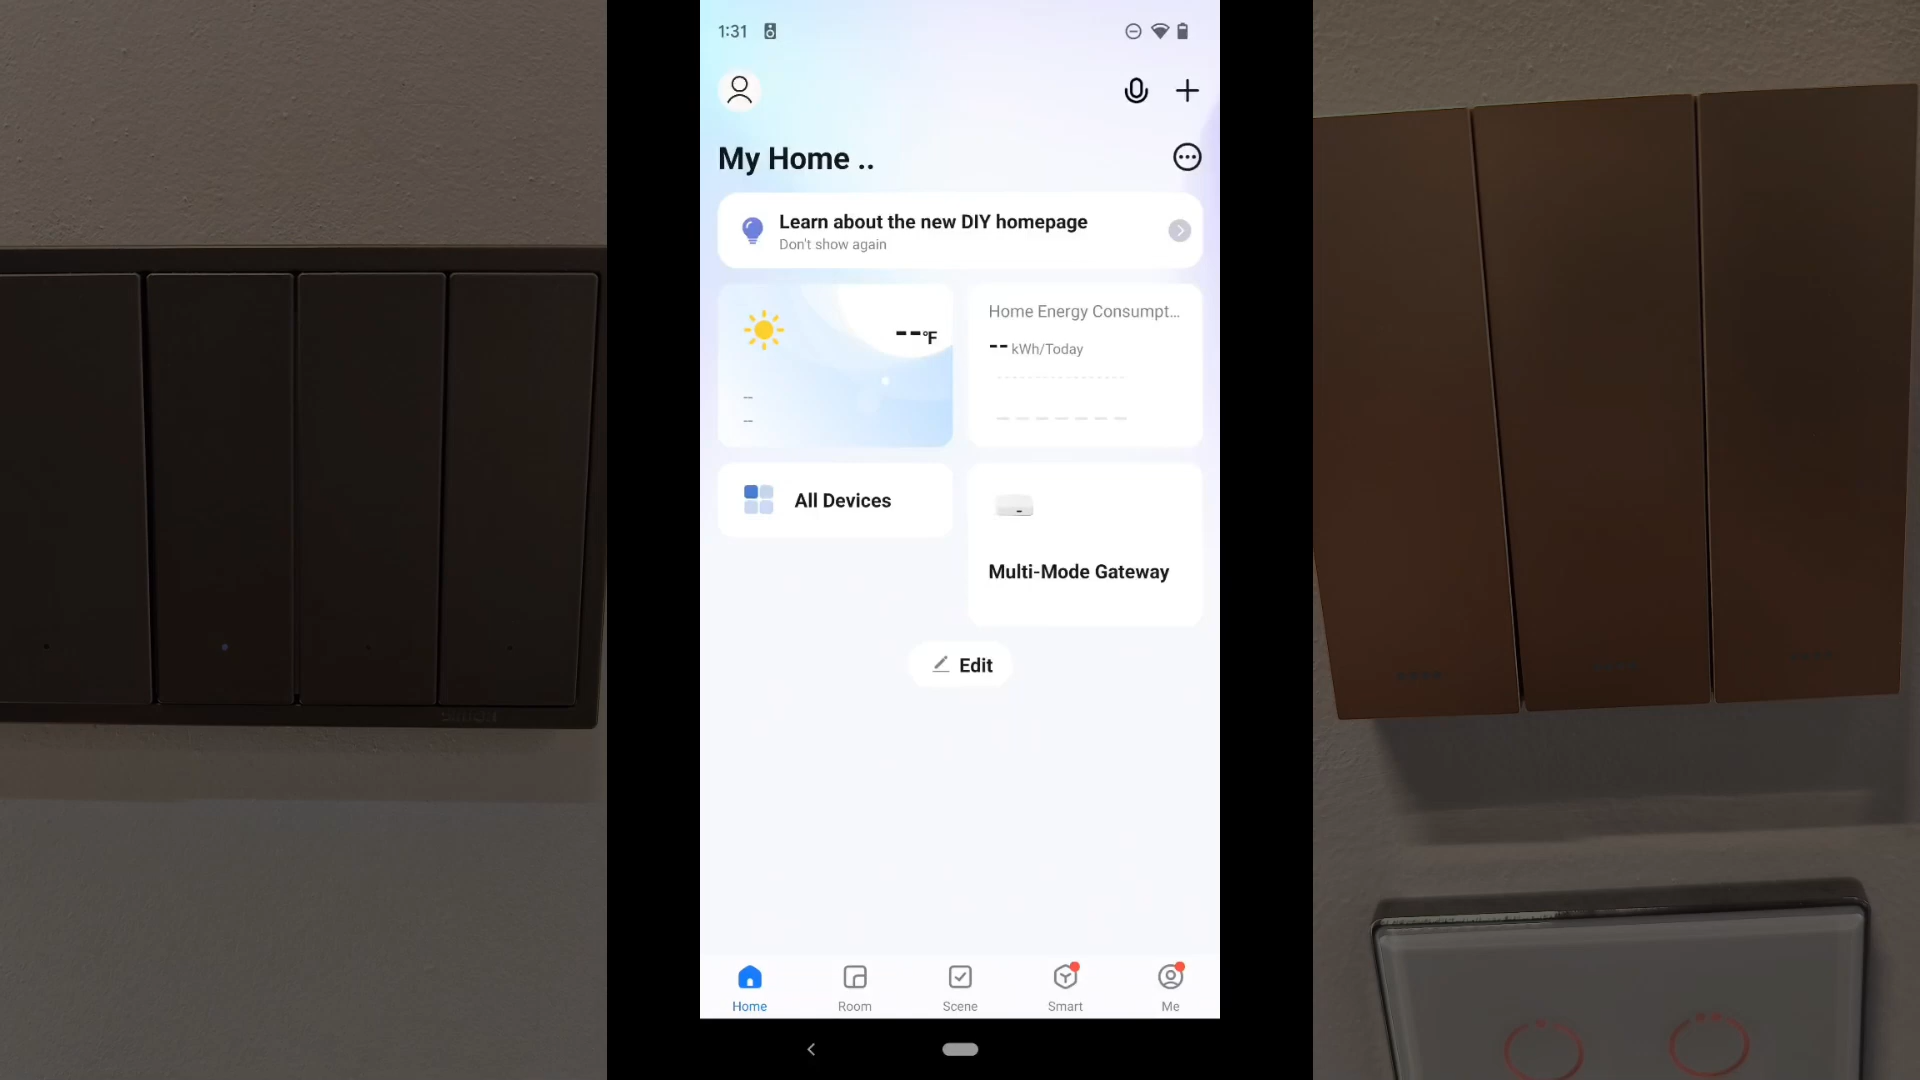 1:31
My Home ..
Learn about the new DIY homepage
Don't show again
--°F
--
--
Home Energy Consumpt...
-- kWh/Today
All Devices
Multi-Mode Gateway
Edit
Home
Room
Scene
Smart
Me